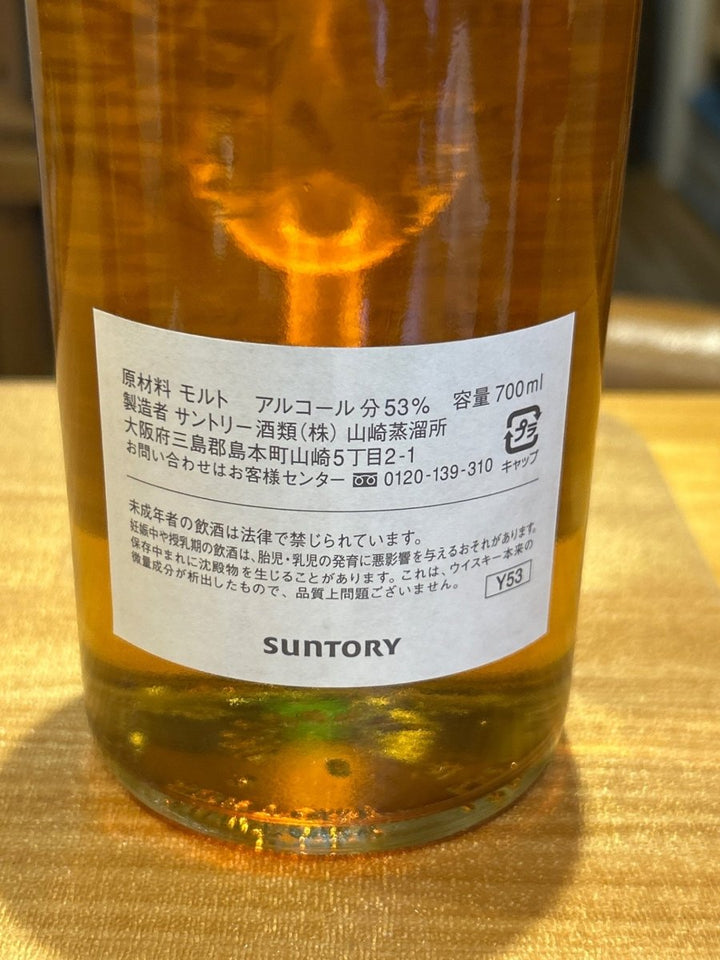 原材料 モルト アルコール分53% 容量700ml
製造者 サントリー酒類(株) 山崎蒸溜所
大阪府三島郡島本町山崎5丁目2-1
お問い合わせはお客様センター 0120-139-310
プラ
キャップ
未成年者の飲酒は法律で禁じられています。
妊娠中や授乳期の飲酒は、胎児・乳児の発育に悪影響を与えるおそれがあります。
保存中まれに沈殿物を生じることがあります。これは、ウイスキー本来の
微量成分が析出したもので、品質上問題ございません。
Y53
SUNTORY